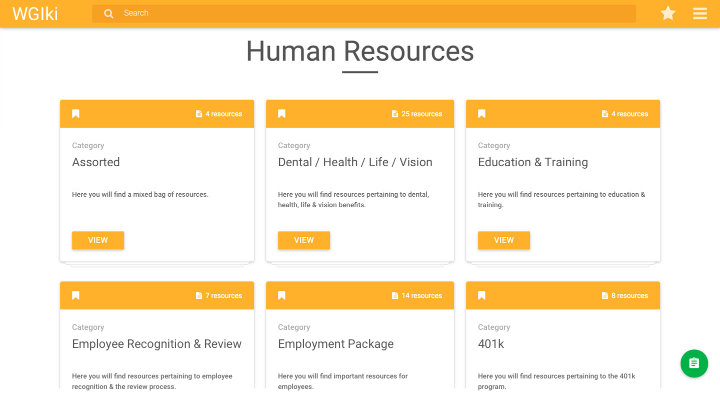 WGIki
Search
Human Resources
4 resources
Category
Assorted
Here you will find a mixed bag of resources.
VIEW
25 resources
Category
Dental / Health / Life / Vision
Here you will find resources pertaining to dental,
health, life & vision benefits.
VIEW
4 resources
Category
Education & Training
Here you will find resources pertaining to education &
training.
VIEW
7 resources
Category
Employee Recognition & Review
Here you will find resources pertaining to employee
recognition & the review process.
14 resources
Category
Employment Package
Here you will find important resources for
employees.
8 resources
Category
401k
Here you will find resources pertaining to the 401k
program.